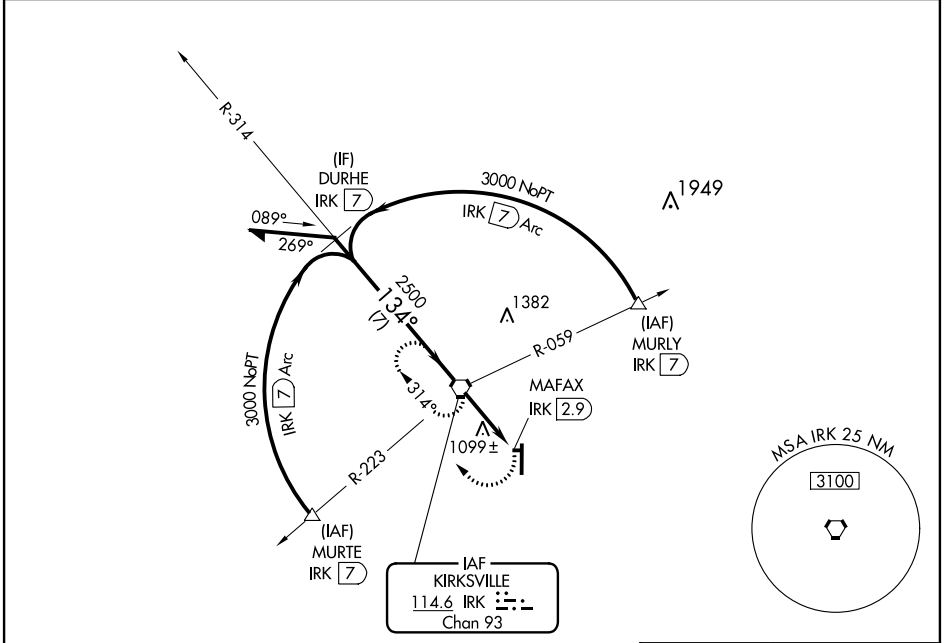 R-314
(IF)
DURHE
IRK 7
089°
269°
3000 NoPT
IRK 7 Arc
1949
2500
134°
(7)
1382
R-059
(IAF)
MURLY
IRK 7
314°
MAFAX
IRK 2.9
3000 NoPT
IRK 7 Arc
1099±
R-223
(IAF)
MURTE
IRK 7
MSA IRK 25 NM
3100
IAF
KIRKSVILLE
114.6 IRK
Chan 93